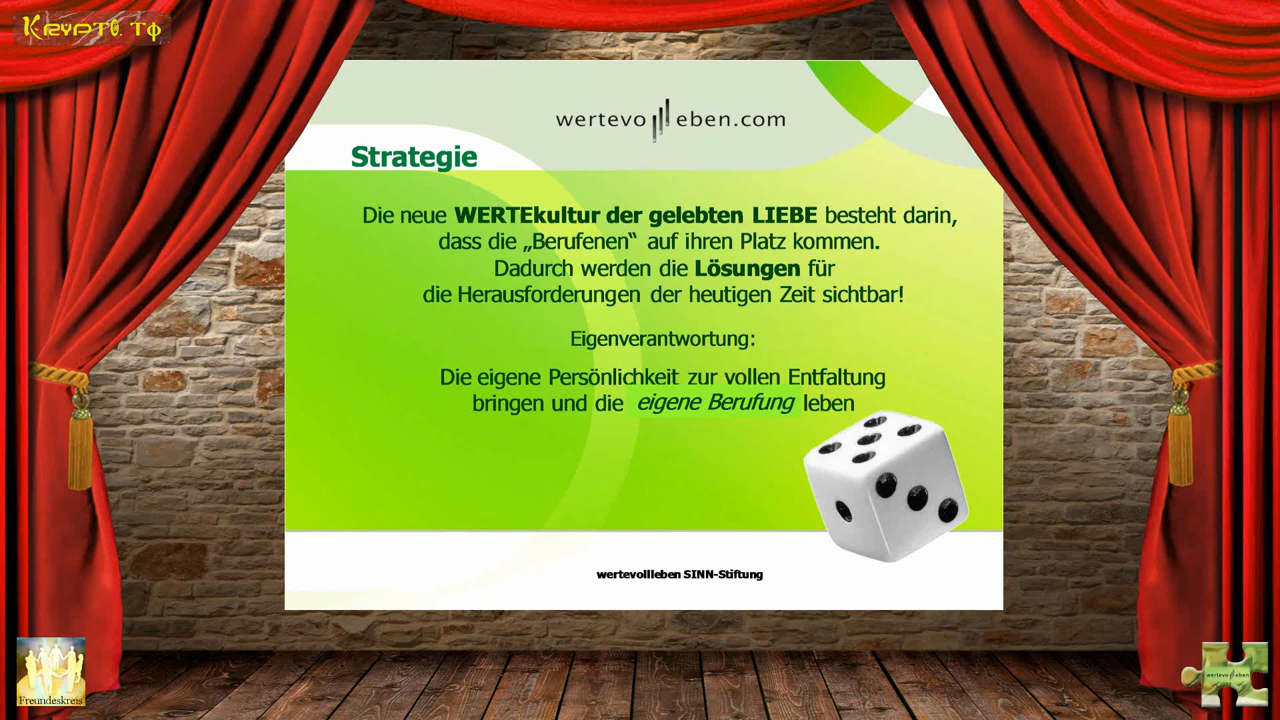 KRYPTO.TΦ
wertevollleben.com
Strategie
Die neue WERTEkultur der gelebten LIEBE besteht darin,
dass die „Berufenen“ auf ihren Platz kommen.
Dadurch werden die Lösungen für
die Herausforderungen der heutigen Zeit sichtbar!
Eigenverantwortung:
Die eigene Persönlichkeit zur vollen Entfaltung
bringen und die eigene Berufung leben
wertevollleben SINN-Stiftung
Freundeskreis
wertevollleben